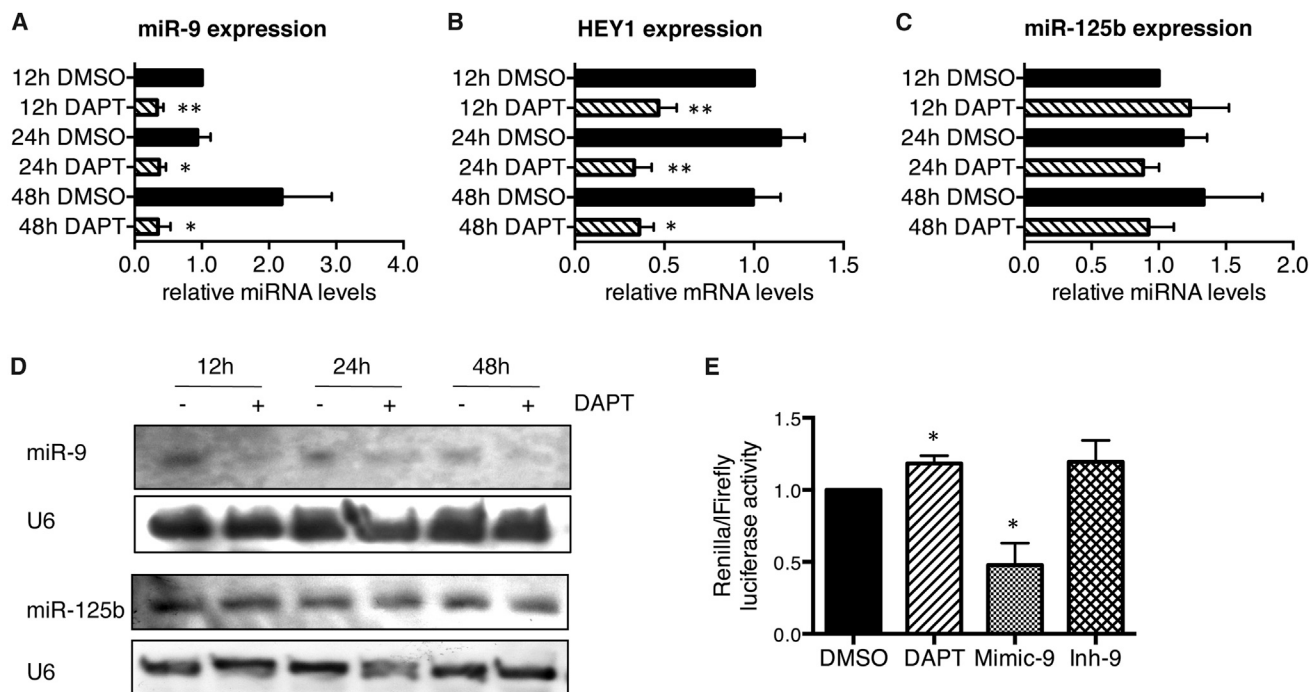 A
miR-9 expression
12h DMSO
12h DAPT
**
24h DMSO
24h DAPT
*
48h DMSO
48h DAPT
*
0.0 1.0 2.0 3.0 4.0
relative miRNA levels
B
HEY1 expression
12h DMSO
12h DAPT
**
24h DMSO
24h DAPT
**
48h DMSO
48h DAPT
*
0.0 0.5 1.0 1.5
relative mRNA levels
C
miR-125b expression
12h DMSO
12h DAPT
24h DMSO
24h DAPT
48h DMSO
48h DAPT
0.0 0.5 1.0 1.5 2.0
relative miRNA levels
D
12h 24h 48h
- + - + - + DAPT
miR-9
U6
miR-125b
U6
E
Renilla/lFirefly
luciferase activity
1.5
1.0
0.5
0.0
*
*
DMSO DAPT Mimic-9 Inh-9